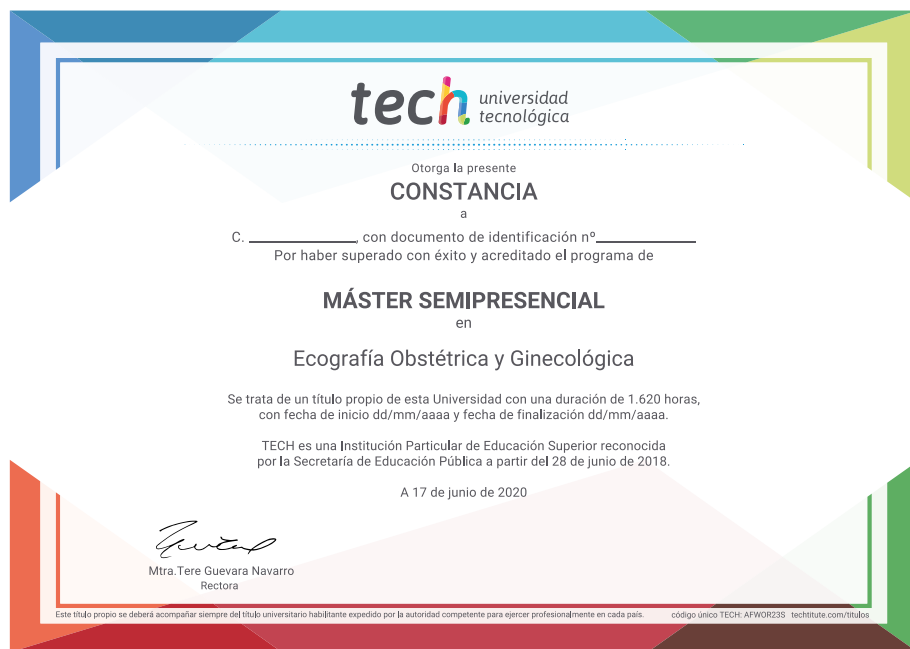 tech universidad
tecnológica
Otorga la presente
CONSTANCIA
a
C. ____________, con documento de identificación nº____________
Por haber superado con éxito y acreditado el programa de
MÁSTER SEMIPRESENCIAL
en
Ecografía Obstétrica y Ginecológica
Se trata de un título propio de esta Universidad con una duración de 1.620 horas,
con fecha de inicio dd/mm/aaaa y fecha de finalización dd/mm/aaaa.
TECH es una Institución Particular de Educación Superior reconocida
por la Secretaría de Educación Pública a partir del 28 de junio de 2018.
A 17 de junio de 2020
Mtra.Tere Guevara Navarro
Rectora
Este título propio se deberá acompañar siempre del título universitario habilitante expedido por la autoridad competente para ejercer profesionalmente en cada país. código único TECH: AFWOR23S techtitute.com/titulos